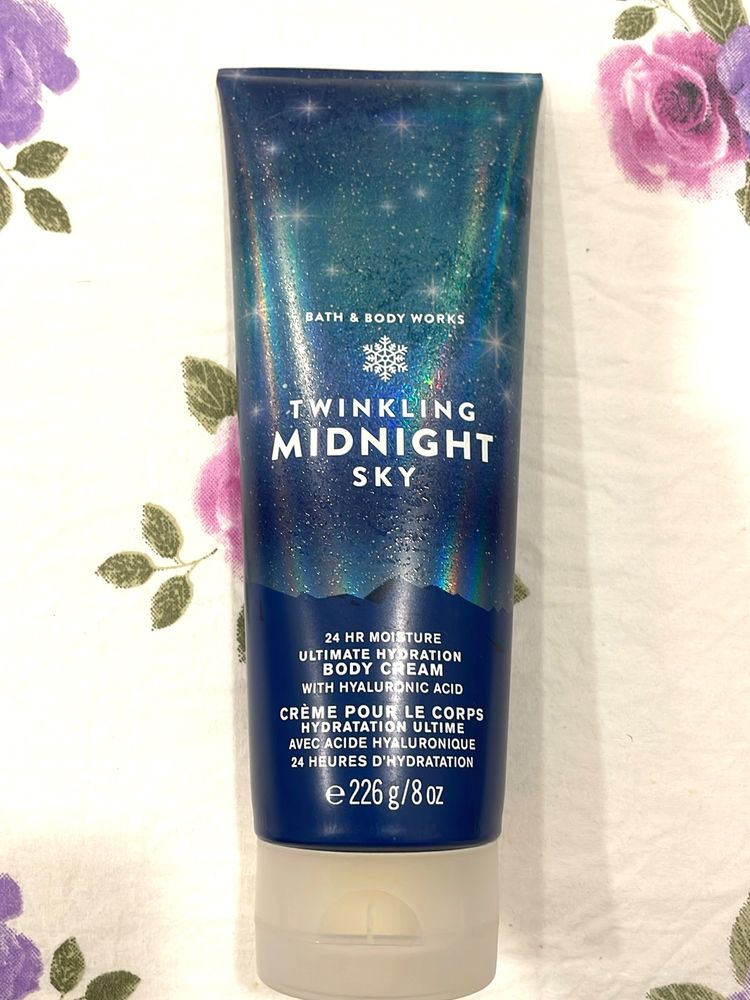 BATH & BODY WORKS
TWINKLING
MIDNIGHT
SKY
24 HR MOISTURE
ULTIMATE HYDRATION
BODY CREAM
WITH HYALURONIC ACID
CRÈME POUR LE CORPS
HYDRATATION ULTIME
AVEC ACIDE HYALURONIQUE
24 HEURES D'HYDRATATION
℮ 226 g/8 oz